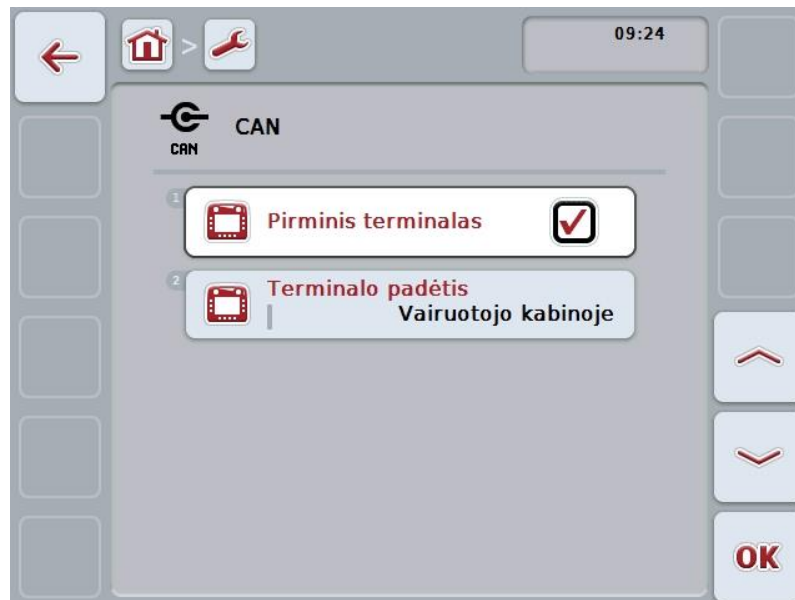 >
09:24
CAN
CAN
1
Pirminis terminalas
2
Terminalo padėtis
Vairuotojo kabinoje
OK